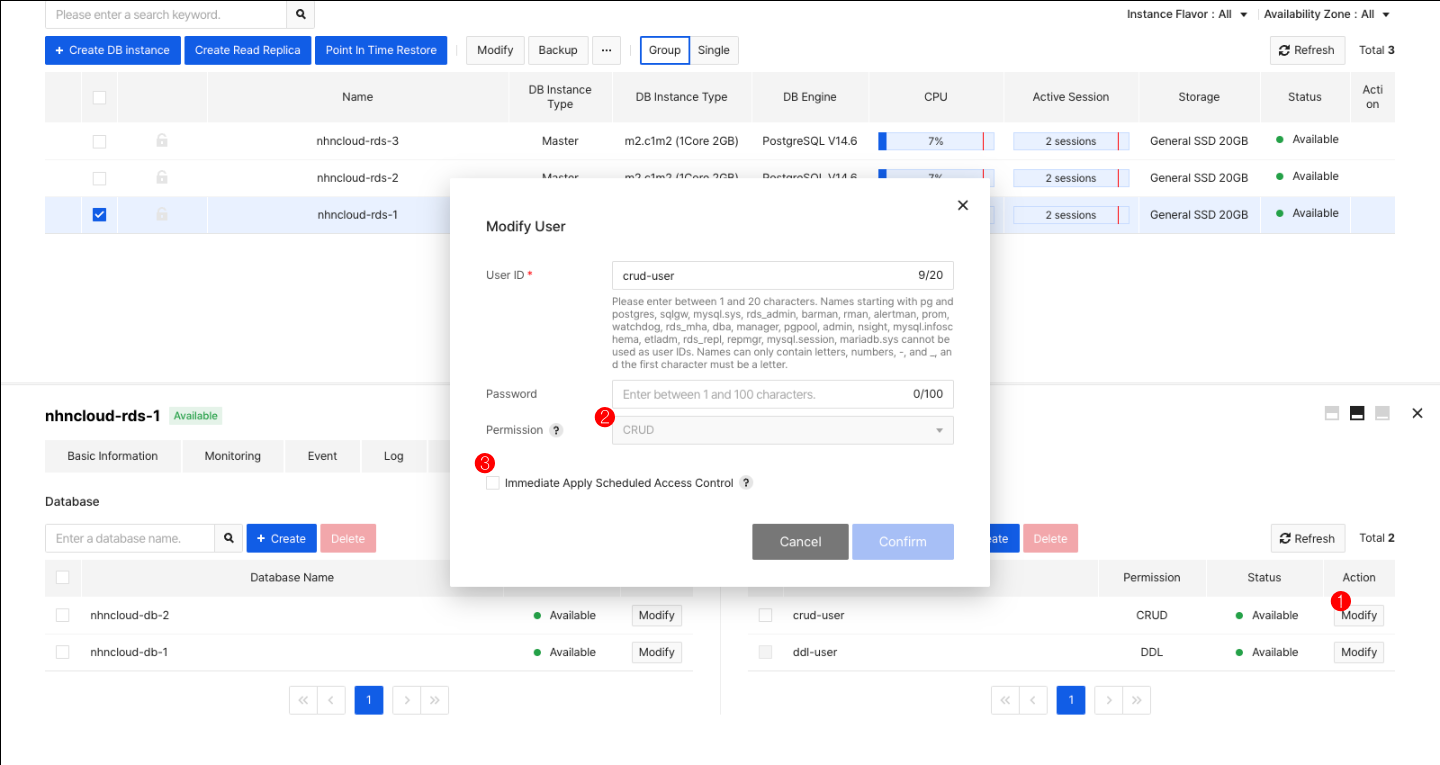 Please enter a search keyword.
Instance Flavor : All
Availability Zone : All
+ Create DB instance
Create Read Replica
Point In Time Restore
Modify
Backup
...
Group
Single
Refresh
Total 3
Name
DB Instance
Type
DB Instance Type
DB Engine
CPU
Active Session
Storage
Status
Acti
on
nhncloud-rds-3
Master
m2.c1m2 (1Core 2GB)
PostgreSQL V14.6
7%
2 sessions
General SSD 20GB
Available
nhncloud-rds-2
Master
m2.c1m2 (1Core 2GB)
PostgreSQL V14.6
7%
2 sessions
General SSD 20GB
Available
nhncloud-rds-1
2 sessions
General SSD 20GB
Available
Modify User
User ID *
crud-user
9/20
Please enter between 1 and 20 characters. Names starting with pg and
postgres, sqlgw, mysql.sys, rds_admin, barman, rman, alertman, prom,
watchdog, rds_mha, dba, manager, pgpool, admin, nsight, mysql.infosc
hema, etladm, rds_repl, repmgr, mysql.session, mariadb.sys cannot be
used as user IDs. Names can only contain letters, numbers, -, and _, an
d the first character must be a letter.
Password
Enter between 1 and 100 characters.
0/100
2
Permission ?
CRUD
3
Immediate Apply Scheduled Access Control ?
Cancel
Confirm
nhncloud-rds-1
Available
Basic Information
Monitoring
Event
Log
Database
Enter a database name.
+ Create
Delete
eate
Delete
Refresh
Total 2
Database Name
Permission
Status
Action
1
nhncloud-db-2
Available
Modify
crud-user
CRUD
Available
Modify
nhncloud-db-1
Available
Modify
ddl-user
DDL
Available
Modify
1
1